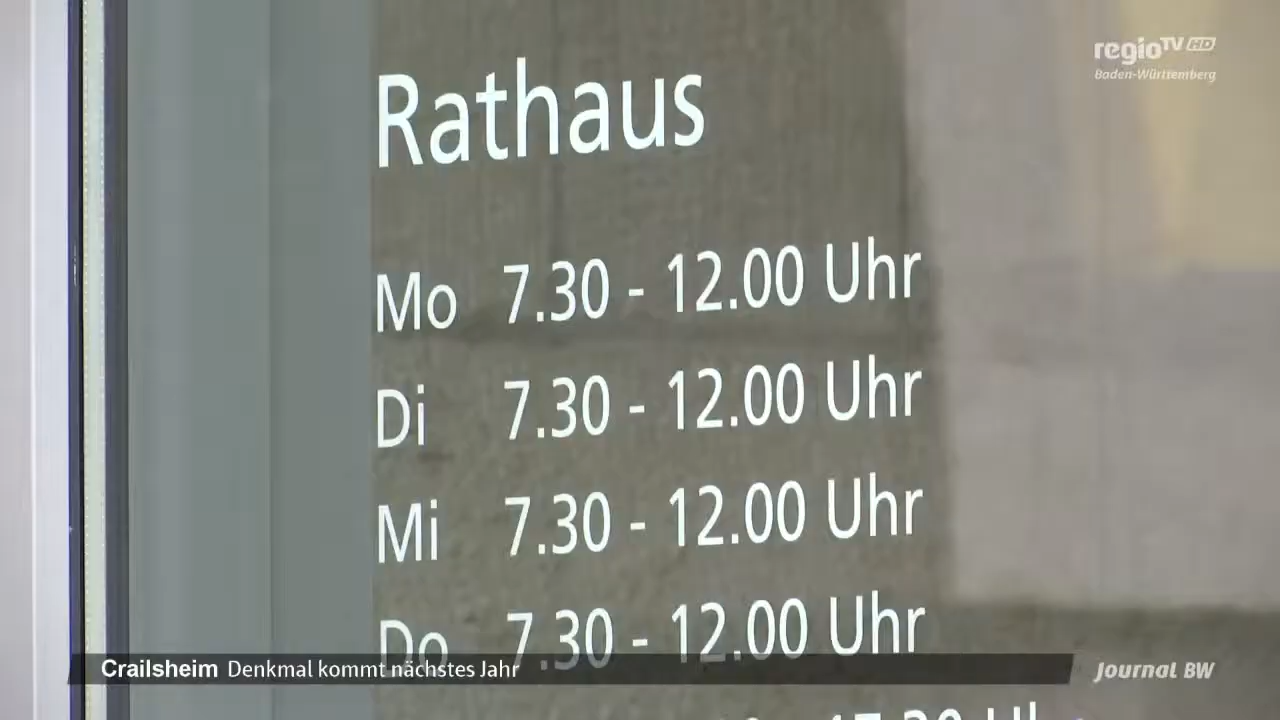 regioTV HD
Baden-Württemberg
Rathaus
Mo 7.30 - 12.00 Uhr
Di 7.30 - 12.00 Uhr
Mi 7.30 - 12.00 Uhr
Do 7.30 - 12.00 Uhr
Crailsheim Denkmal kommt nächstes Jahr
Journal BW